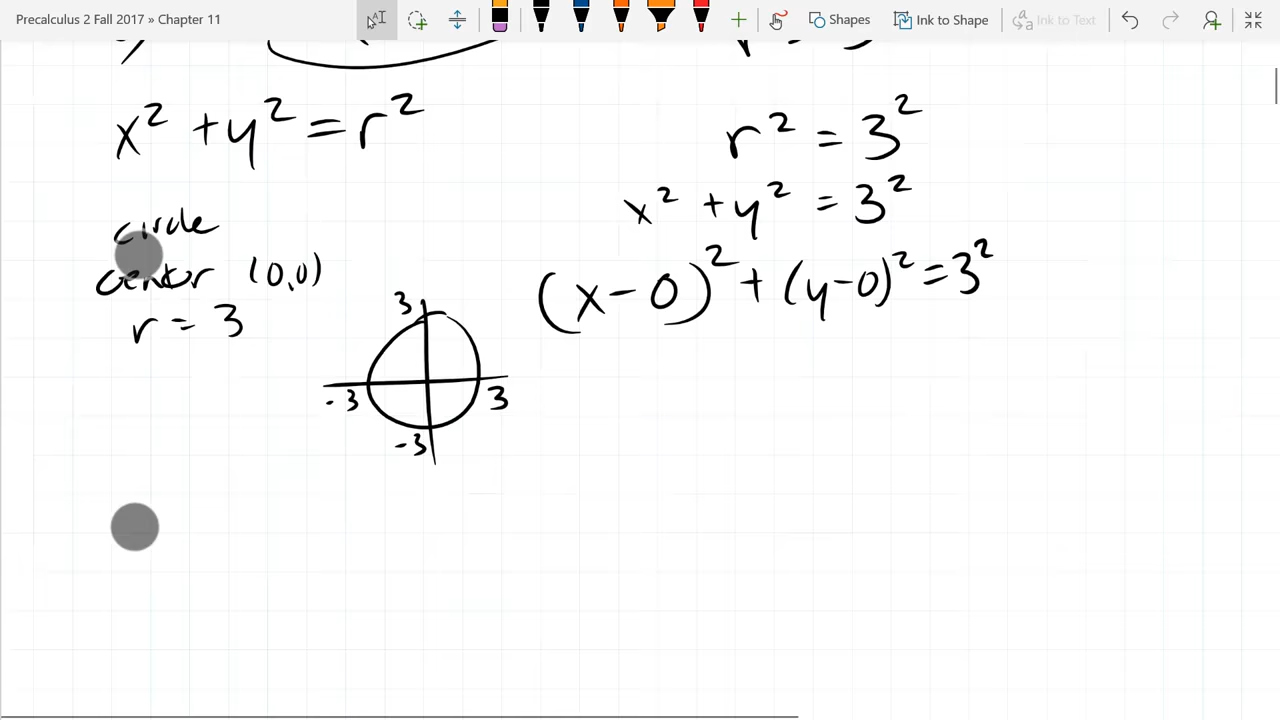 Precalculus 2 Fall 2017 » Chapter 11
Shapes
Ink to Shape
Ink to Text
x² + y² = r²
circle
center (0,0)
r = 3
r² = 3²
x² + y² = 3²
(x - 0)² + (y - 0)² = 3²
3
-3
3
-3